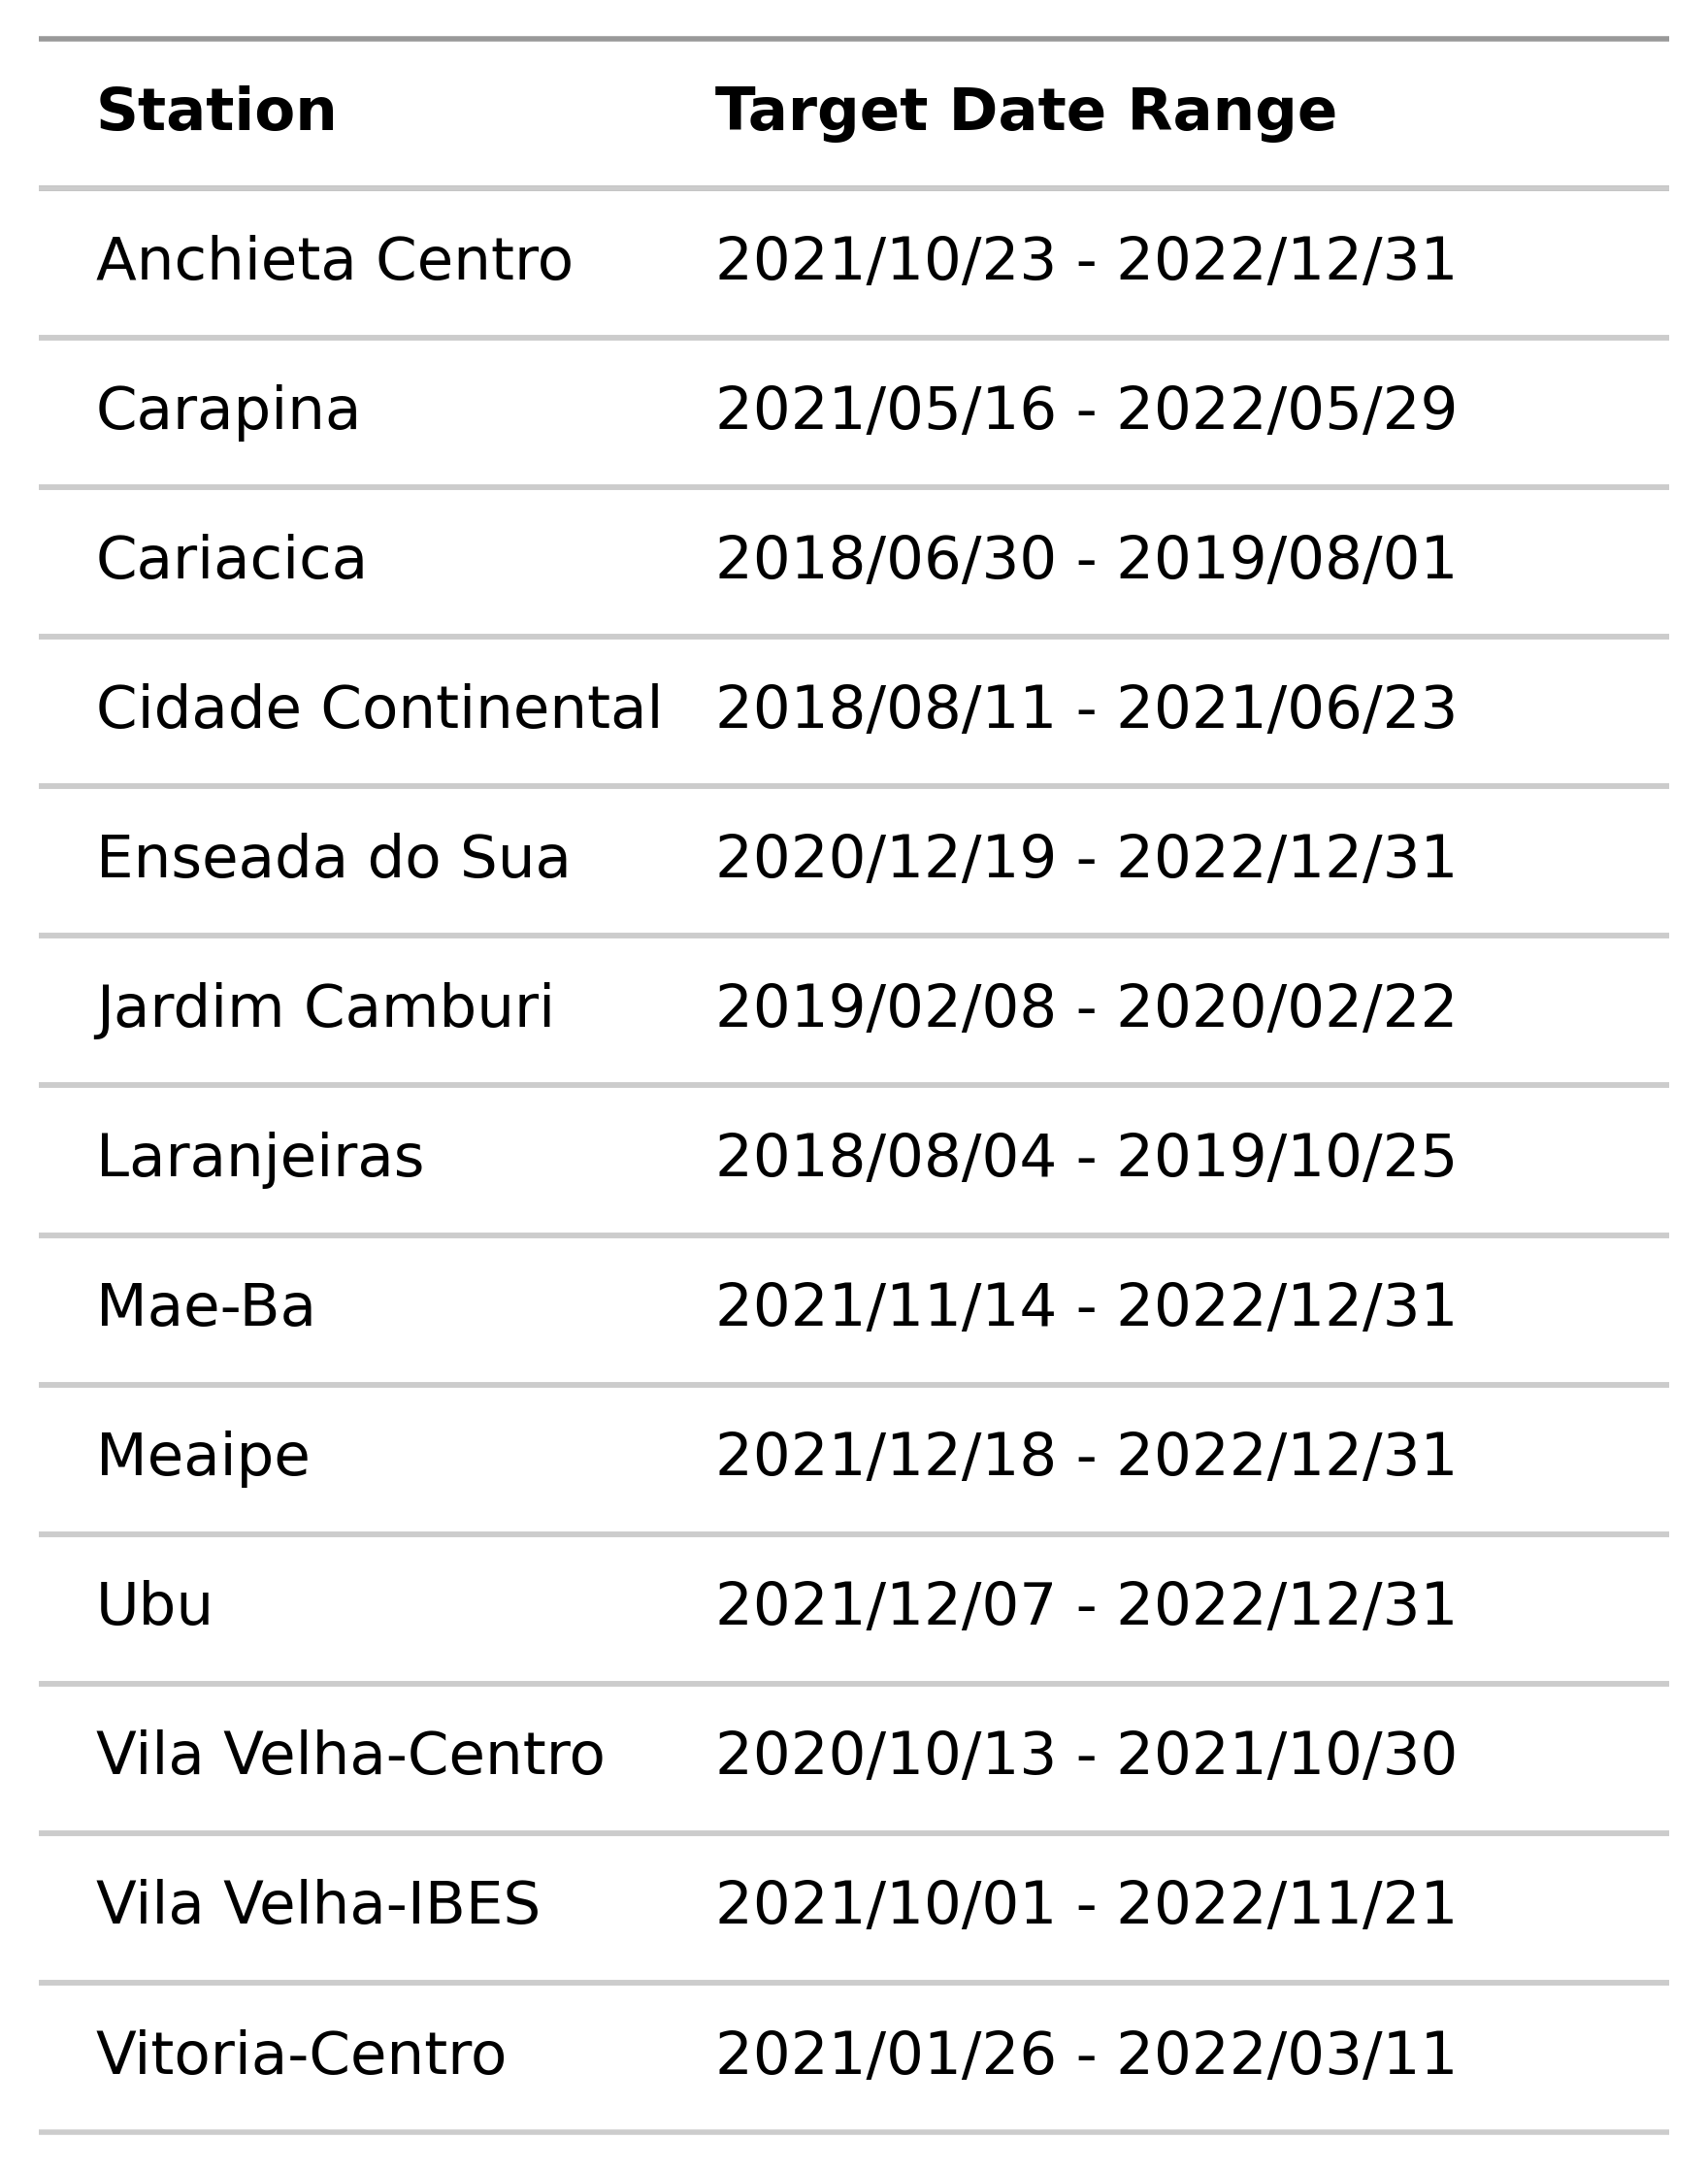 Station Target Date Range
Anchieta Centro 2021/10/23 - 2022/12/31
Carapina 2021/05/16 - 2022/05/29
Cariacica 2018/06/30 - 2019/08/01
Cidade Continental 2018/08/11 - 2021/06/23
Enseada do Sua 2020/12/19 - 2022/12/31
Jardim Camburi 2019/02/08 - 2020/02/22
Laranjeiras 2018/08/04 - 2019/10/25
Mae-Ba 2021/11/14 - 2022/12/31
Meaipe 2021/12/18 - 2022/12/31
Ubu 2021/12/07 - 2022/12/31
Vila Velha-Centro 2020/10/13 - 2021/10/30
Vila Velha-IBES 2021/10/01 - 2022/11/21
Vitoria-Centro 2021/01/26 - 2022/03/11